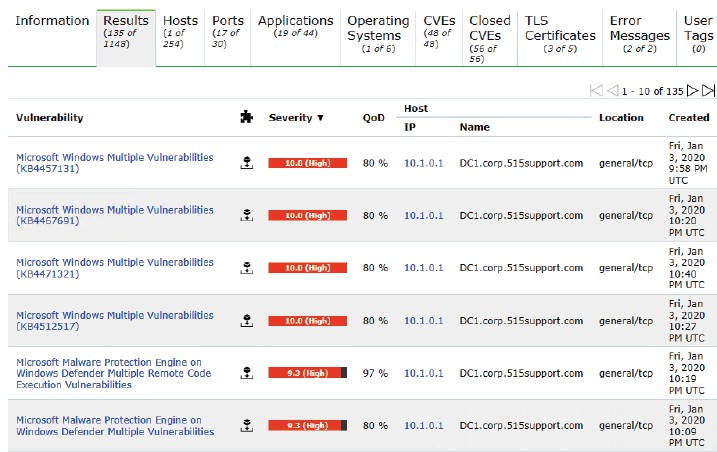 Information Results (135 of 1148) Hosts (1 of 254) Ports (17 of 30) Applications (19 of 44) Operating Systems (1 of 6) CVEs (48 of 48) Closed CVEs (56 of 56) TLS Certificates (3 of 5) Error Messages (2 of 2) User Tags (0)
1 - 10 of 135
Vulnerability Severity ▼ QoD Host Location Created
IP Name
Microsoft Windows Multiple Vulnerabilities (KB4457131) 10.0 (High) 80 % 10.1.0.1 DC1.corp.515support.com general/tcp Fri, Jan 3, 2020 9:58 PM UTC
Microsoft Windows Multiple Vulnerabilities (KB4467691) 10.0 (High) 80 % 10.1.0.1 DC1.corp.515support.com general/tcp Fri, Jan 3, 2020 10:20 PM UTC
Microsoft Windows Multiple Vulnerabilities (KB4471321) 10.0 (High) 80 % 10.1.0.1 DC1.corp.515support.com general/tcp Fri, Jan 3, 2020 10:40 PM UTC
Microsoft Windows Multiple Vulnerabilities (KB4512517) 10.0 (High) 80 % 10.1.0.1 DC1.corp.515support.com general/tcp Fri, Jan 3, 2020 10:27 PM UTC
Microsoft Malware Protection Engine on Windows Defender Multiple Remote Code Execution Vulnerabilities 9.3 (High) 97 % 10.1.0.1 DC1.corp.515support.com general/tcp Fri, Jan 3, 2020 10:19 PM UTC
Microsoft Malware Protection Engine on Windows Defender Multiple Vulnerabilities 9.3 (High) 80 % 10.1.0.1 DC1.corp.515support.com general/tcp Fri, Jan 3, 2020 10:09 PM UTC